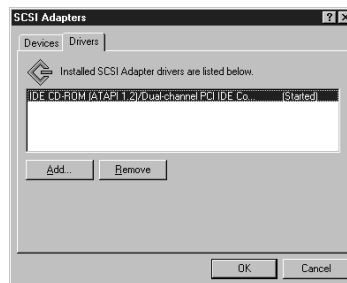 SCSI Adapters
Devices Drivers
Installed SCSI Adapter drivers are listed below.
IDE CD-ROM (ATAPI 1.2)/Dual-channel PCI IDE Co... (Started)
Add... Remove
OK Cancel